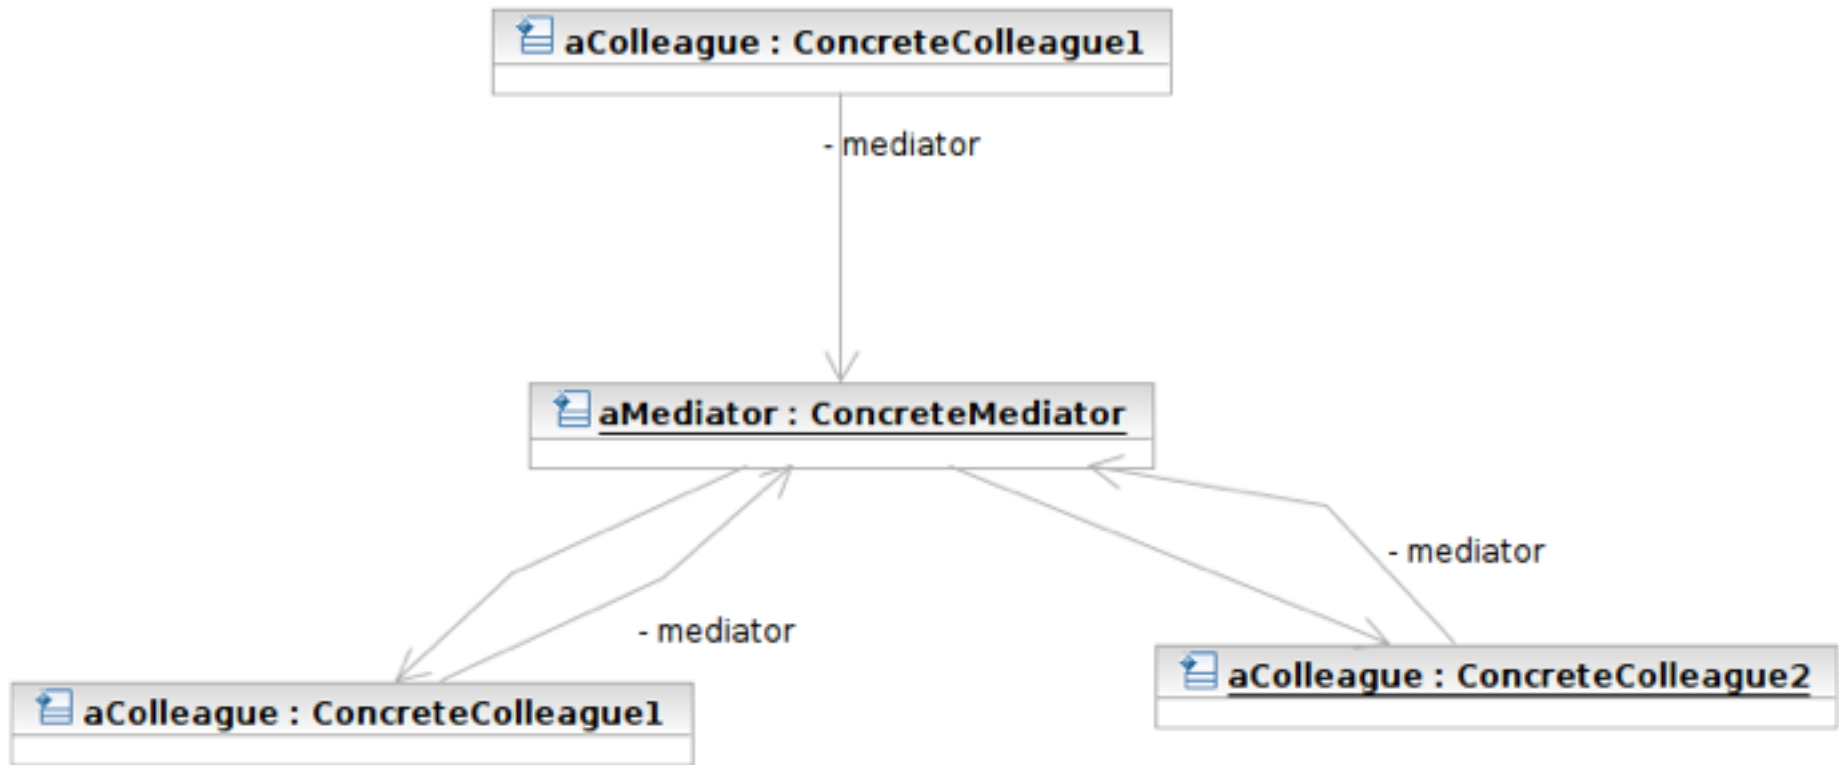 aColleague : ConcreteColleague1
- mediator
aMediator : ConcreteMediator
- mediator
- mediator
aColleague : ConcreteColleague2
aColleague : ConcreteColleague1